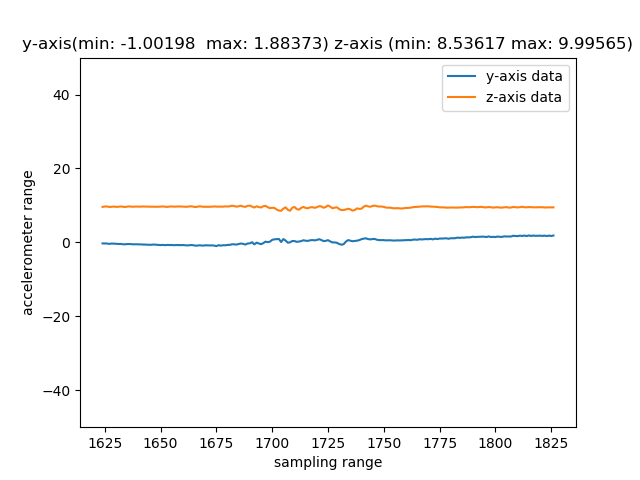 y-axis(min: -1.00198  max: 1.88373) z-axis (min: 8.53617 max: 9.99565)
y-axis data
z-axis data
accelerometer range
40
20
0
−20
−40
1625 1650 1675 1700 1725 1750 1775 1800 1825
sampling range